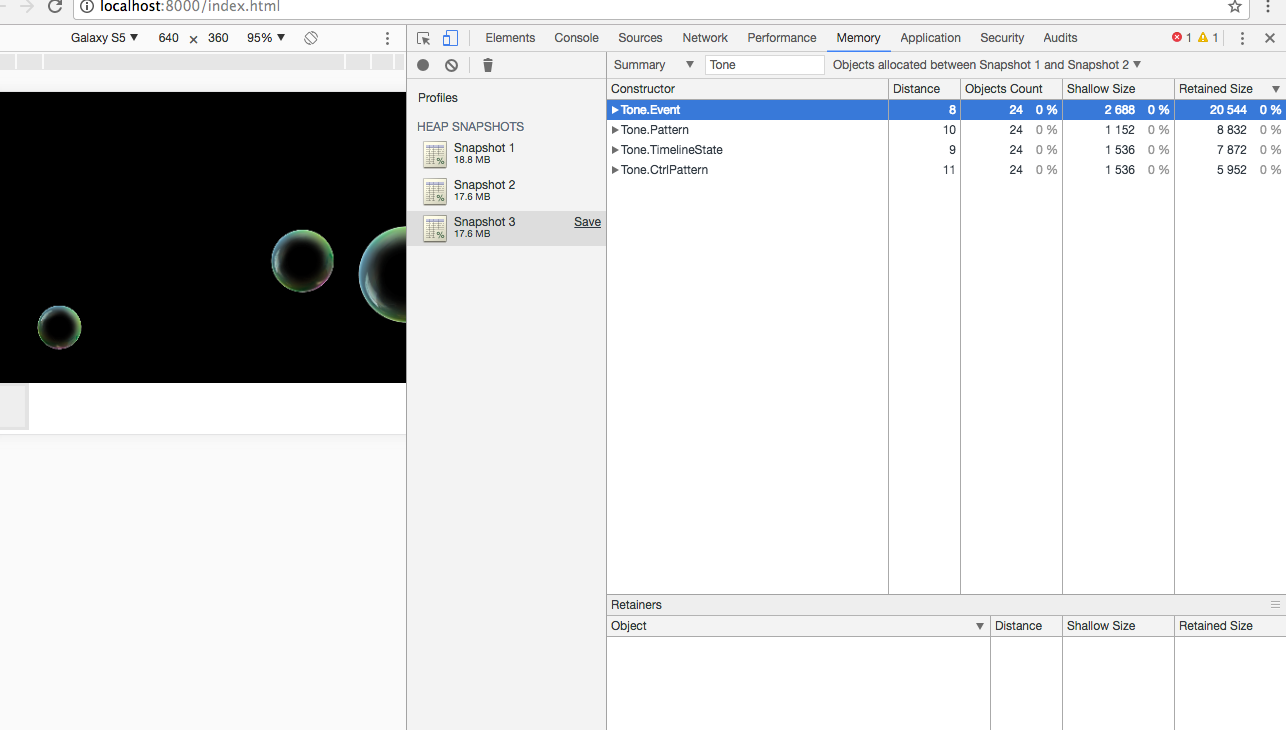 localhost:8000/index.html
Galaxy S5 ▼ 640 × 360 95% ▼
Elements Console Sources Network Performance Memory Application Security Audits 1 1
Summary ▼ Tone Objects allocated between Snapshot 1 and Snapshot 2 ▼
Profiles
HEAP SNAPSHOTS
Snapshot 1
18.8 MB
Snapshot 2
17.6 MB
Snapshot 3 Save
17.6 MB
Constructor Distance Objects Count Shallow Size Retained Size ▼
▶Tone.Event 8 24 0 % 2 688 0 % 20 544 0 %
▶Tone.Pattern 10 24 0 % 1 152 0 % 8 832 0 %
▶Tone.TimelineState 9 24 0 % 1 536 0 % 7 872 0 %
▶Tone.CtrlPattern 11 24 0 % 1 536 0 % 5 952 0 %
Retainers
Object ▼ Distance Shallow Size Retained Size